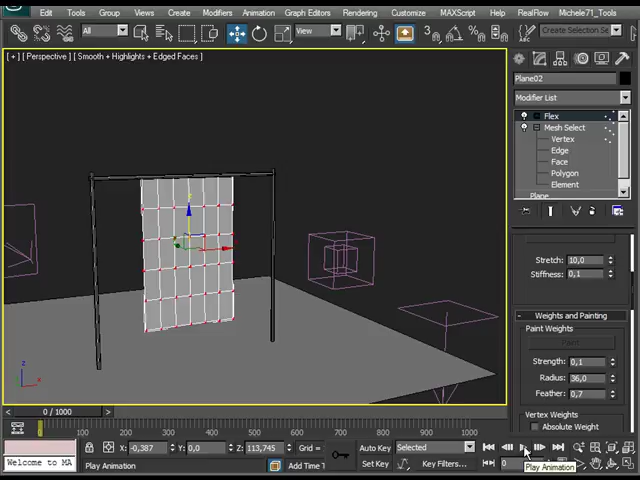 Edit Tools Group Views Create Modifiers Animation Graph Editors Rendering Customize MAXScript RealFlow Michele71_Tools
All View 3 Create Selection Se
[ + ] [ Perspective ] [ Smooth + Highlights + Edged Faces ]
Plane02
Modifier List
Flex
Mesh Select
Vertex
Edge
Face
Polygon
Element
Plane
Stretch: 10,0
Stiffness: 0,1
- Weights and Painting
Paint Weights
Paint
Strength: 0,1
Radius: 36,0
Feather: 0,7
Vertex Weights
Absolute Weight
z
x
z
< 0 / 1000 >
0 100 200 300 400 500 600 700 800 900 1000
X: -0,387 Y: 0,0 Z: 113,745 Auto Key Selected
Welcome to MA Play Animation Add Time T Set Key Key Filters... 0
Play Animation